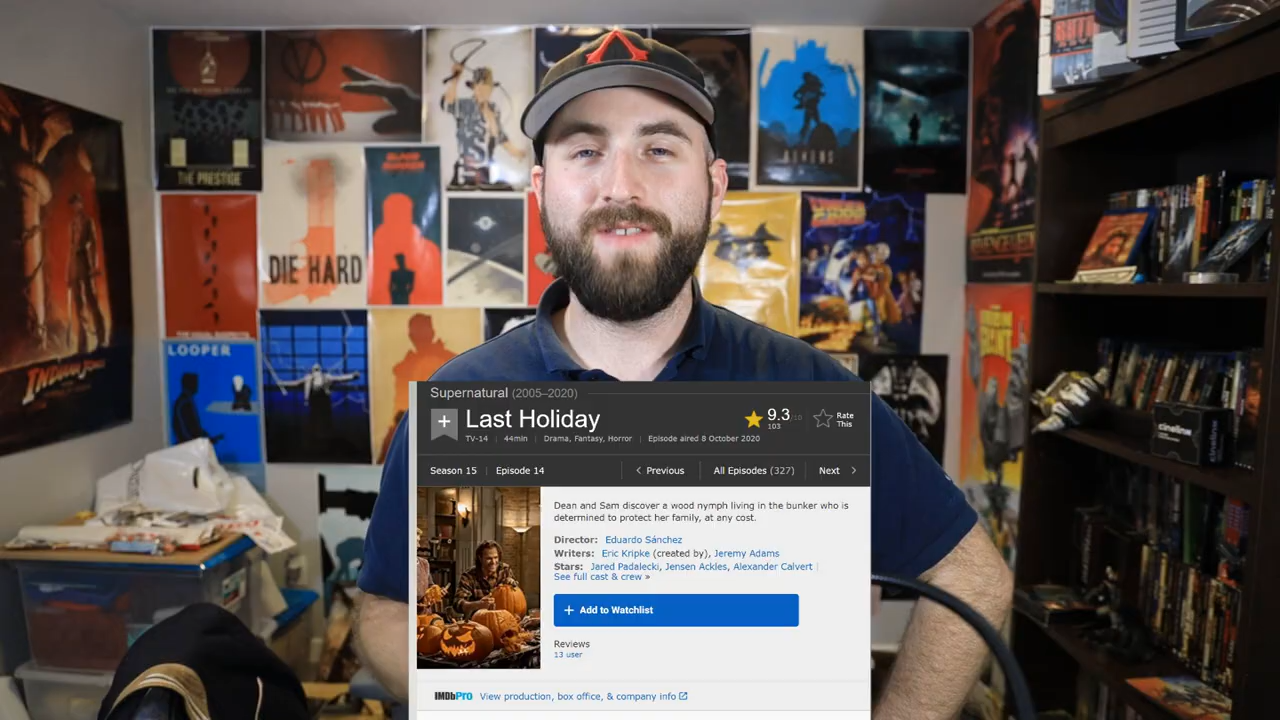 THE PRESTIGE
DIE HARD
ALIENS
LOOPER
INDIANA JONES
cineline
Supernatural (2005–2020)
+ Last Holiday
9.3/10
103
Rate This
TV-14 | 44min | Drama, Fantasy, Horror | Episode aired 8 October 2020
Season 15 | Episode 14
Previous
All Episodes (327)
Next
Dean and Sam discover a wood nymph living in the bunker who is
determined to protect her family, at any cost.
Director: Eduardo Sánchez
Writers: Eric Kripke (created by), Jeremy Adams
Stars: Jared Padalecki, Jensen Ackles, Alexander Calvert |
See full cast & crew »
+ Add to Watchlist
Reviews
13 user
IMDbPro View production, box office, & company info